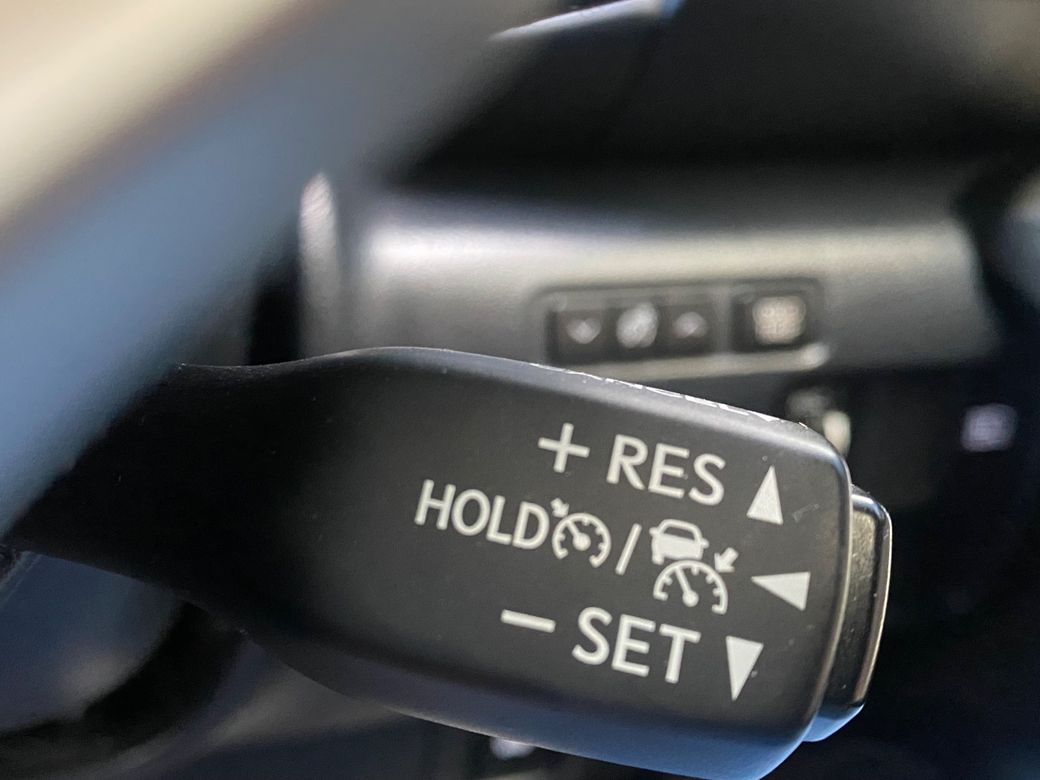 + RES
HOLD /
− SET